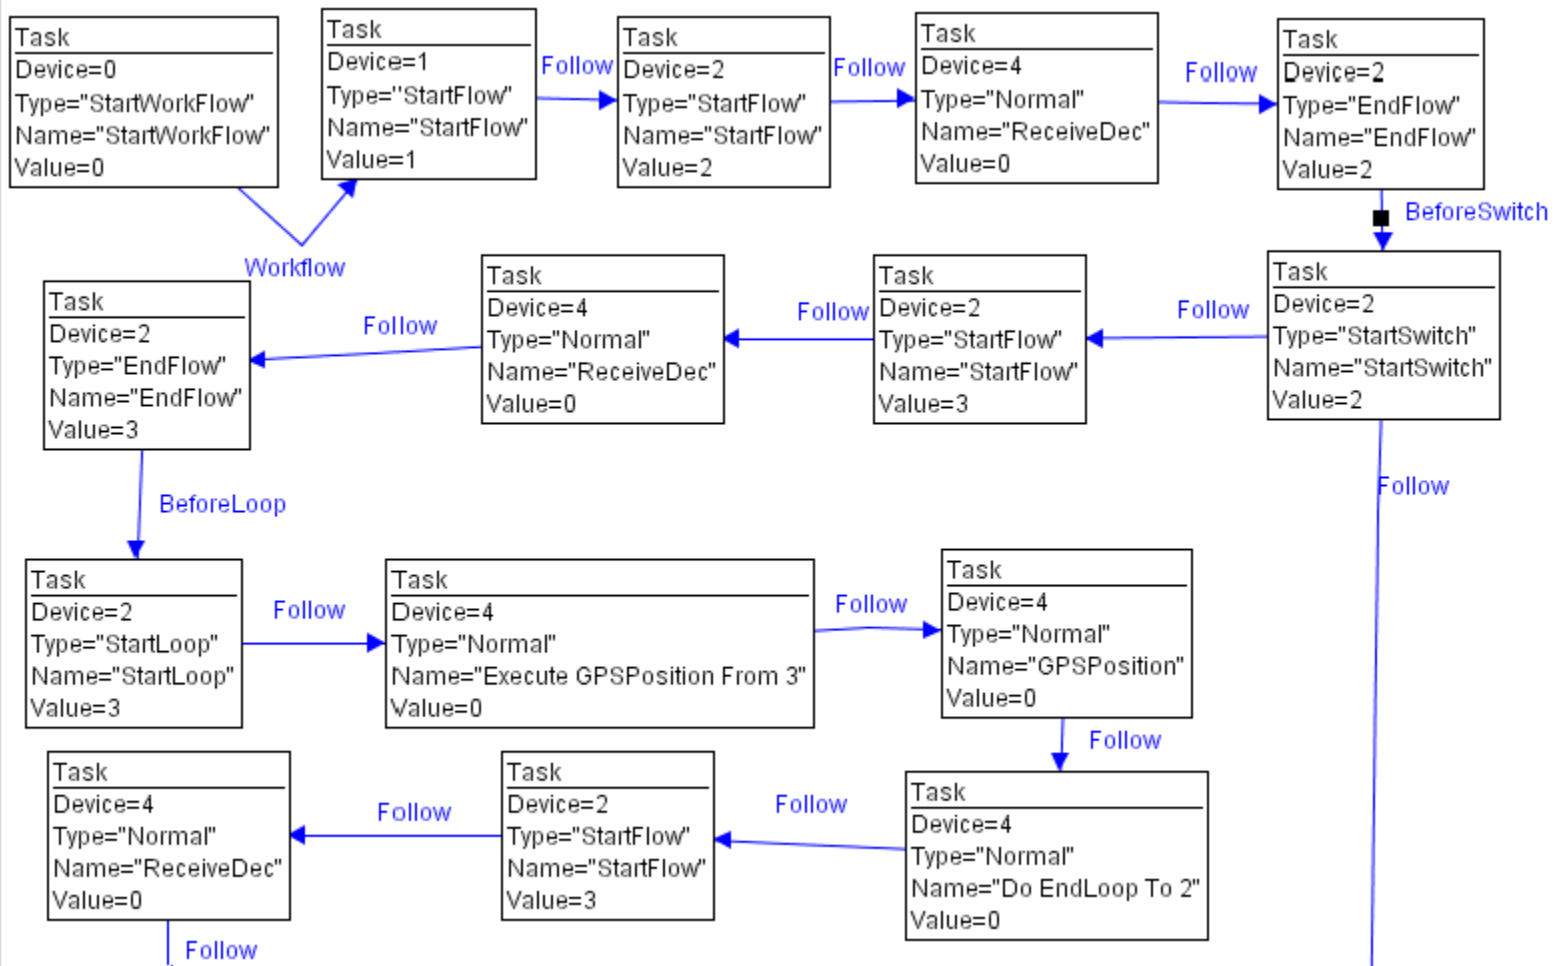 Task
Device=0
Type="StartWorkFlow"
Name="StartWorkFlow"
Value=0
Workflow
Task
Device=1
Type="StartFlow"
Name="StartFlow"
Value=1
Follow
Task
Device=2
Type="StartFlow"
Name="StartFlow"
Value=2
Follow
Task
Device=4
Type="Normal"
Name="ReceiveDec"
Value=0
Follow
Task
Device=2
Type="EndFlow"
Name="EndFlow"
Value=2
BeforeSwitch
Task
Device=2
Type="StartSwitch"
Name="StartSwitch"
Value=2
Follow
Follow
Task
Device=2
Type="StartFlow"
Name="StartFlow"
Value=3
Follow
Task
Device=4
Type="Normal"
Name="ReceiveDec"
Value=0
Follow
Task
Device=2
Type="EndFlow"
Name="EndFlow"
Value=3
BeforeLoop
Task
Device=2
Type="StartLoop"
Name="StartLoop"
Value=3
Follow
Task
Device=4
Type="Normal"
Name="Execute GPSPosition From 3"
Value=0
Follow
Task
Device=4
Type="Normal"
Name="GPSPosition"
Value=0
Follow
Task
Device=4
Type="Normal"
Name="Do EndLoop To 2"
Value=0
Follow
Task
Device=2
Type="StartFlow"
Name="StartFlow"
Value=3
Follow
Task
Device=4
Type="Normal"
Name="ReceiveDec"
Value=0
Follow